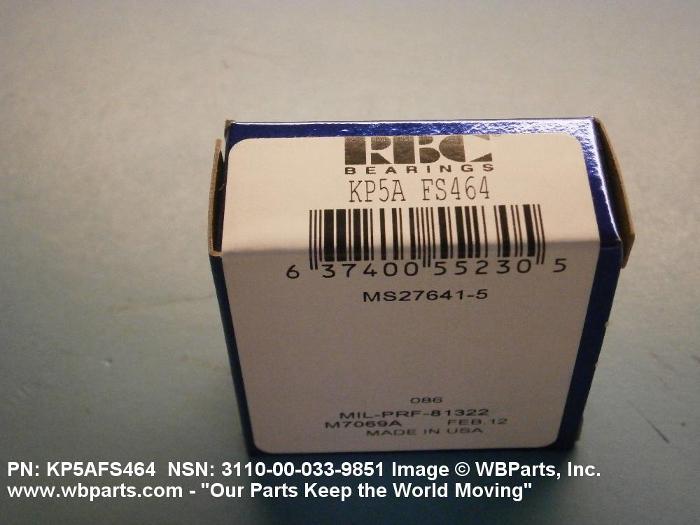 RBC
BEARINGS
KP5A FS464
6 37400 55230 5
MS27641-5
086
MIL-PRF-81322
M7069A FEB.12
MADE IN USA
PN: KP5AFS464 NSN: 3110-00-033-9851 Image © WBParts, Inc.
www.wbparts.com - "Our Parts Keep the World Moving"